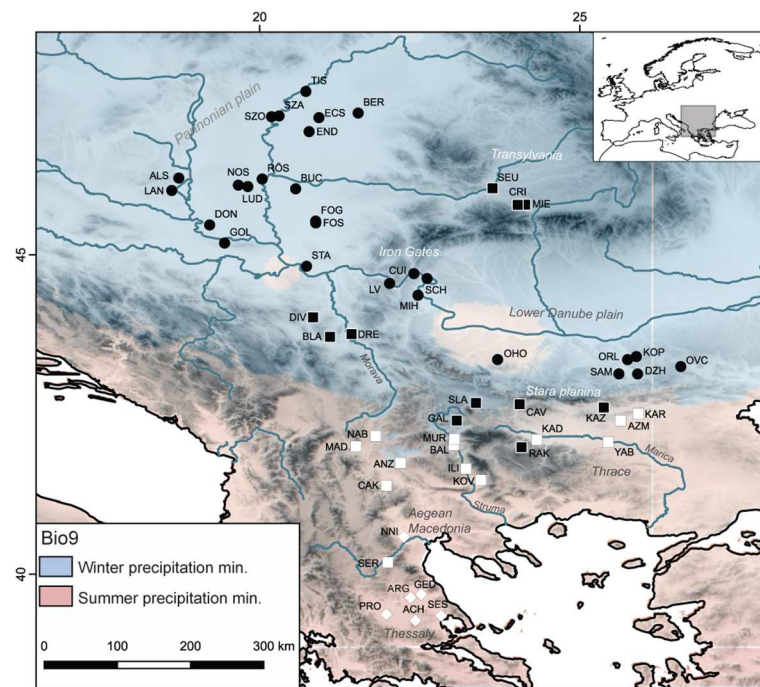 20
25
TIS
SZO
SZA
ECS
BER
END
Pannonian plain
Transylvania
ALS
LAN
NOS
LUD
RÖS
BUC
SEU
CRI
MIE
DON
GOL
FOG
FOS
45
STA
Iron Gates
CUI
LV
SCH
MIH
Lower Danube plain
DIV
BLA
DRE
Morava
OHO
ORL
KOP
OVC
SAM
DZH
Stara planina
SLA
CAV
KAZ
KAR
AZM
GAL
NAB
MAD
MUR
BAL
KAD
RAK
YAB
Marica
ANZ
ILI
KOV
Thrace
CAK
Struma
Aegean
Macedonia
NNI
SER
40
ARG
GED
PRO
ACH
SES
Thessaly
Bio9
Winter precipitation min.
Summer precipitation min.
0 100 200 300 km